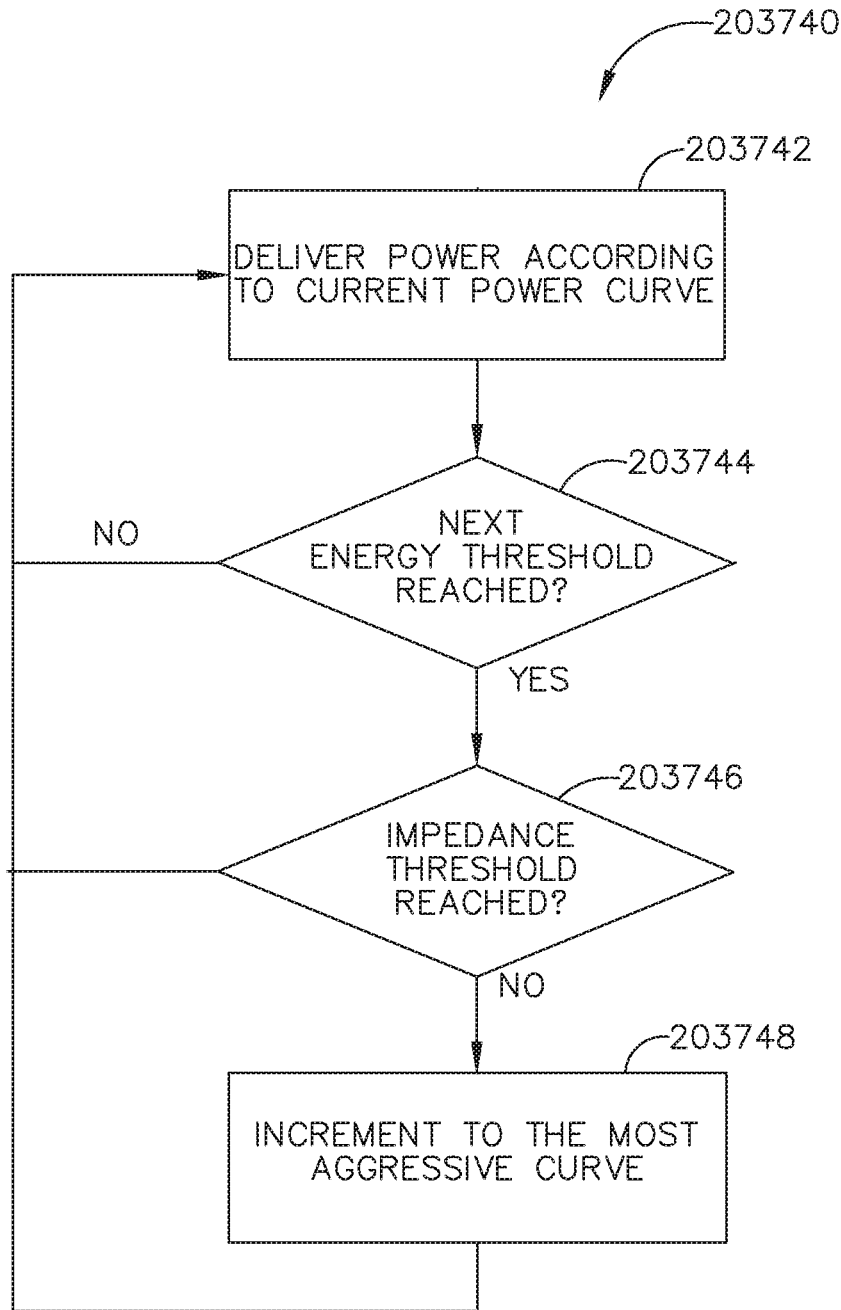 203740
203742
DELIVER POWER ACCORDING
TO CURRENT POWER CURVE
203744
NEXT
ENERGY THRESHOLD
REACHED?
NO
YES
203746
IMPEDANCE
THRESHOLD
REACHED?
NO
203748
INCREMENT TO THE MOST
AGGRESSIVE CURVE